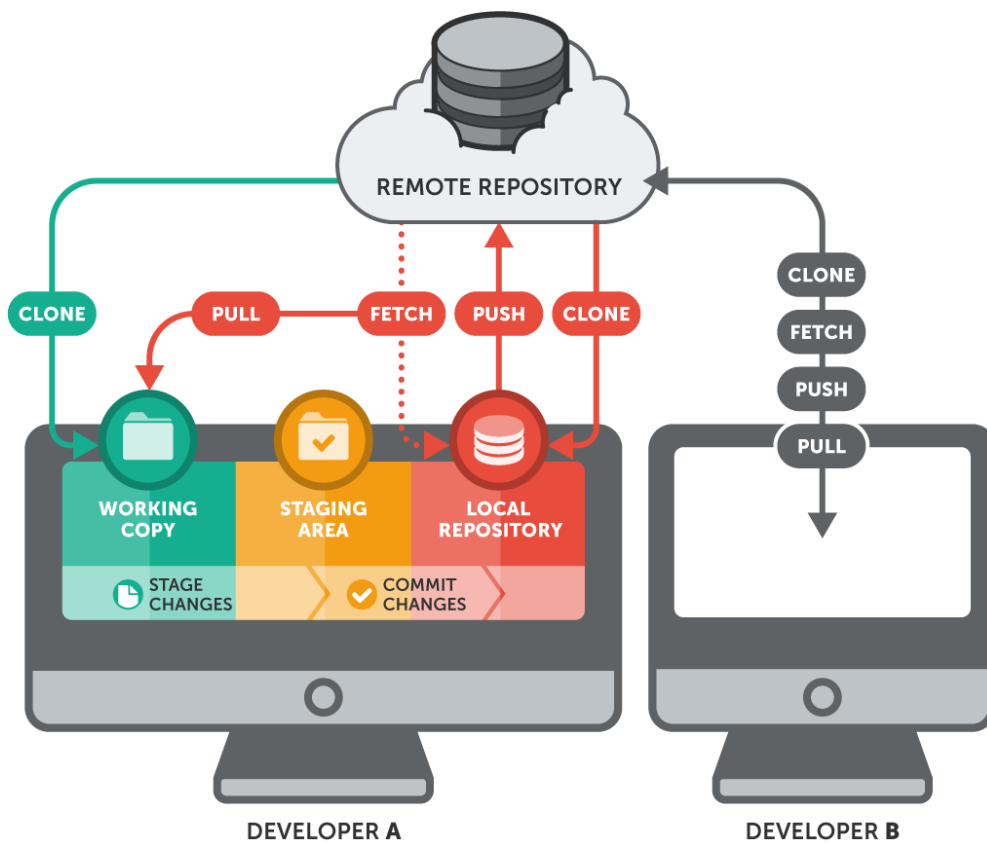 REMOTE REPOSITORY
CLONE
PULL
FETCH
PUSH
CLONE
CLONE
FETCH
PUSH
PULL
WORKING
COPY
STAGING
AREA
LOCAL
REPOSITORY
STAGE
CHANGES
COMMIT
CHANGES
DEVELOPER A
DEVELOPER B